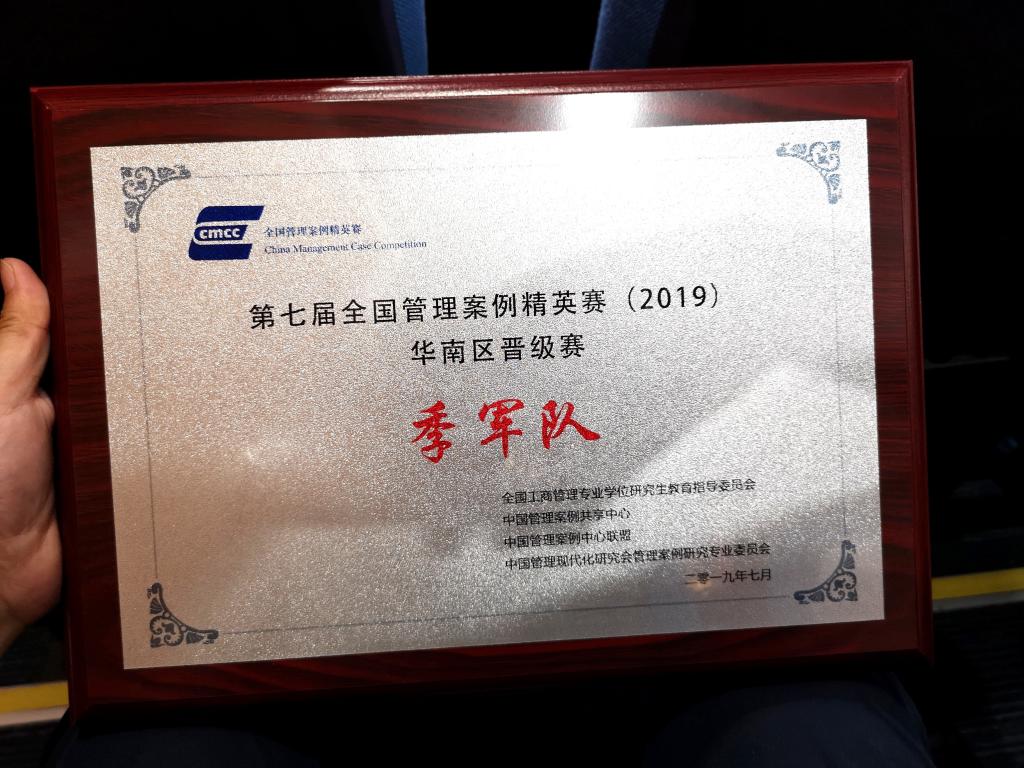 cmcc
全国管理案例精英赛
China Management Case Competition
第七届全国管理案例精英赛（2019）
华南区晋级赛
季军队
全国工商管理专业学位研究生教育指导委员会
中国管理案例共享中心
中国管理案例中心联盟
中国管理现代化研究会管理案例研究专业委员会
二零一九年七月